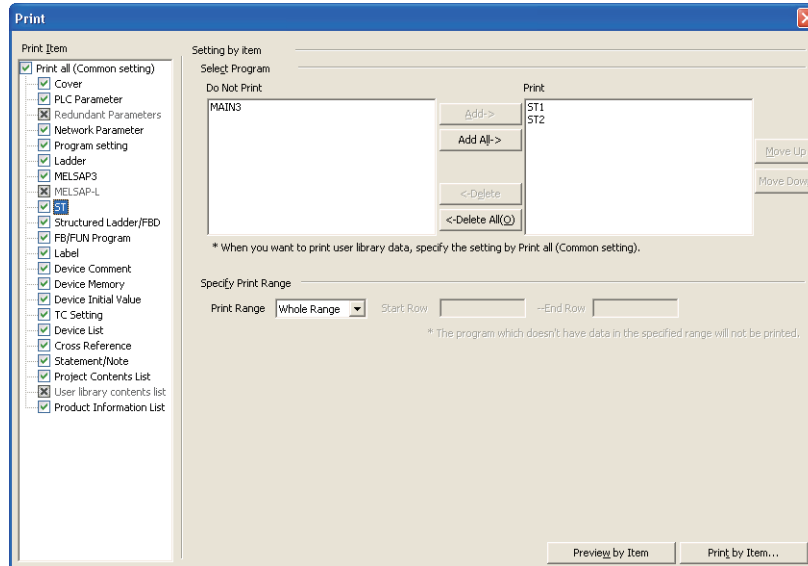 Print
Print Item
Print all (Common setting)
Cover
PLC Parameter
Redundant Parameters
Network Parameter
Program setting
Ladder
MELSAP3
MELSAP-L
ST
Structured Ladder/FBD
FB/FUN Program
Label
Device Comment
Device Memory
Device Initial Value
TC Setting
Device List
Cross Reference
Statement/Note
Project Contents List
User library contents list
Product Information List
Setting by item
Select Program
Do Not Print
Print
MAIN3
ST1
ST2
Add->
Add All->
<-Delete
<-Delete All(O)
Move Up
Move Dow
* When you want to print user library data, specify the setting by Print all (Common setting).
Specify Print Range
Print Range Whole Range Start Row --End Row
* The program which doesn't have data in the specified range will not be printed.
Preview by Item Print by Item...